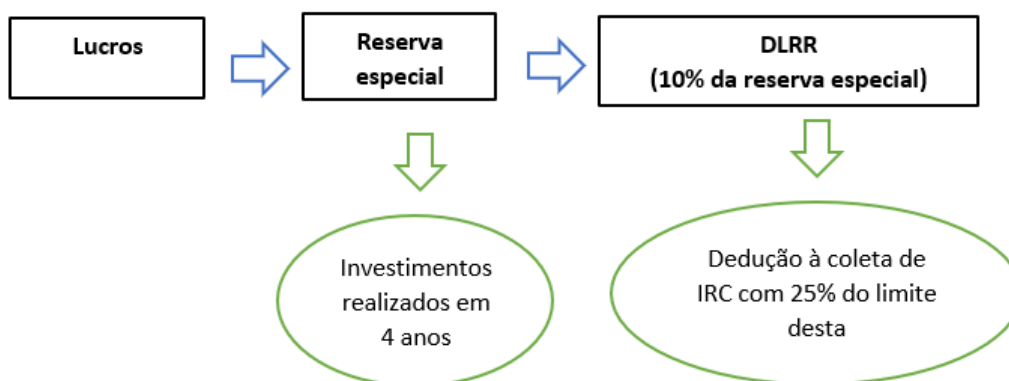 Lucros
Reserva
especial
DLRR
(10% da reserva especial)
Investimentos
realizados em
4 anos
Dedução à coleta de
IRC com 25% do limite
desta